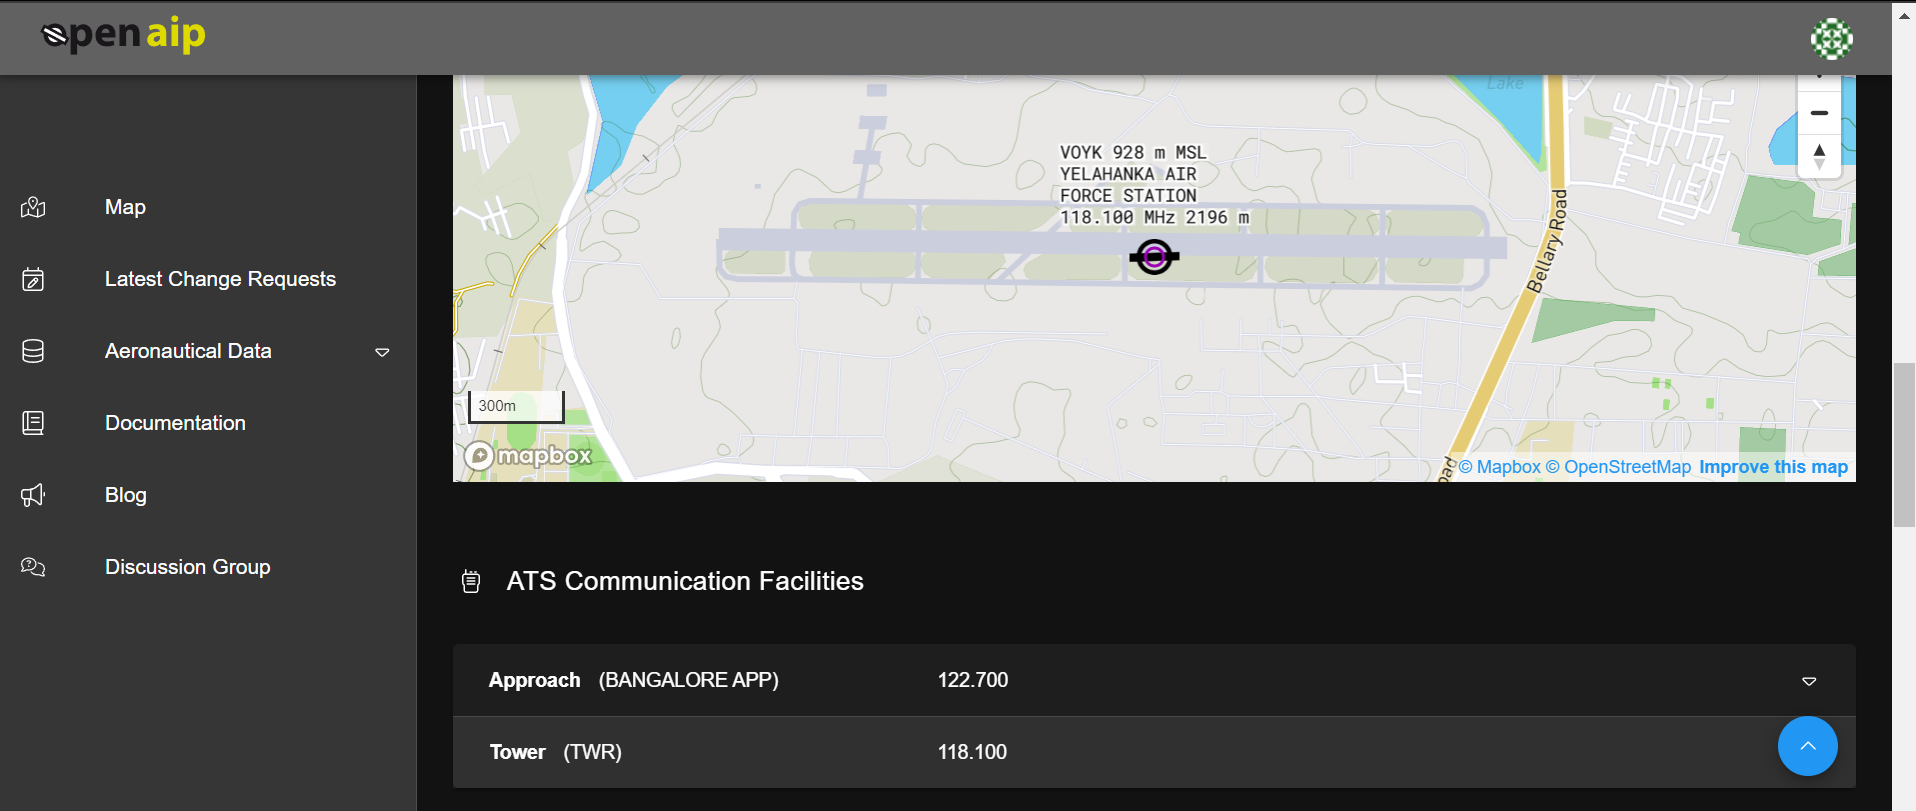 open aip
Map
Latest Change Requests
Aeronautical Data
Documentation
Blog
Discussion Group
Lake
VOYK 928 m MSL
YELAHANKA AIR
FORCE STATION
118.100 MHz 2196 m
Bellary Road
300m
mapbox
© Mapbox © OpenStreetMap Improve this map
ATS Communication Facilities
Approach (BANGALORE APP) 122.700
Tower (TWR) 118.100